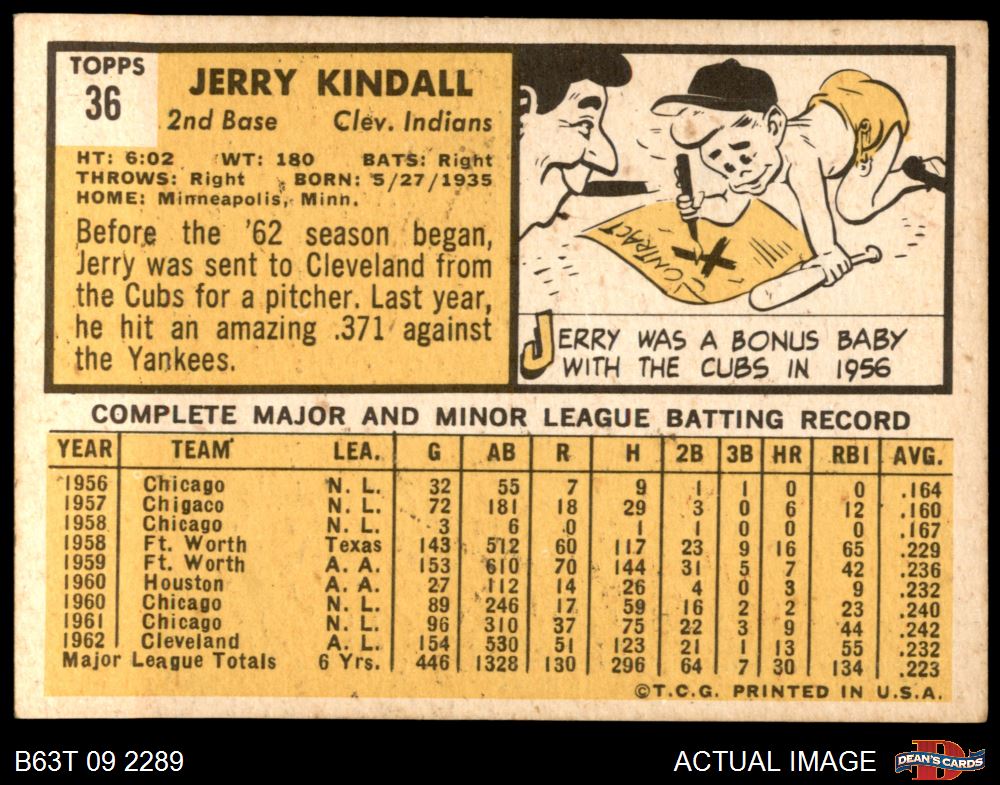 TOPPS
36
JERRY KINDALL
2nd Base Clev. Indians
HT: 6:02 WT: 180 BATS: Right
THROWS: Right BORN: 5/27/1935
HOME: Minneapolis, Minn.
Before the '62 season began,
Jerry was sent to Cleveland from
the Cubs for a pitcher. Last year,
he hit an amazing .371 against
the Yankees.
CONTRACT
X
JERRY WAS A BONUS BABY
WITH THE CUBS IN 1956
COMPLETE MAJOR AND MINOR LEAGUE BATTING RECORD
YEAR TEAM LEA. G AB R H 2B 3B HR RBI AVG.
1956 Chicago N. L. 32 55 7 9 1 1 0 0 .164
1957 Chigaco N. L. 72 181 18 29 3 0 6 12 .160
1958 Chicago N. L. 3 6 0 1 1 0 0 0 .167
1958 Ft. Worth Texas 143 512 60 117 23 9 16 65 .229
1959 Ft. Worth A. A. 153 610 70 144 31 5 7 42 .236
1960 Houston A. A. 27 112 14 26 4 0 3 9 .232
1960 Chicago N. L. 89 246 17 59 16 2 2 23 .240
1961 Chicago N. L. 96 310 37 75 22 3 9 44 .242
1962 Cleveland A. L. 154 530 51 123 21 1 13 55 .232
Major League Totals 6 Yrs. 446 1328 130 296 64 7 30 134 .223
©T.C.G. PRINTED IN U.S.A.
B63T 09 2289 ACTUAL IMAGE DEAN'S CARDS